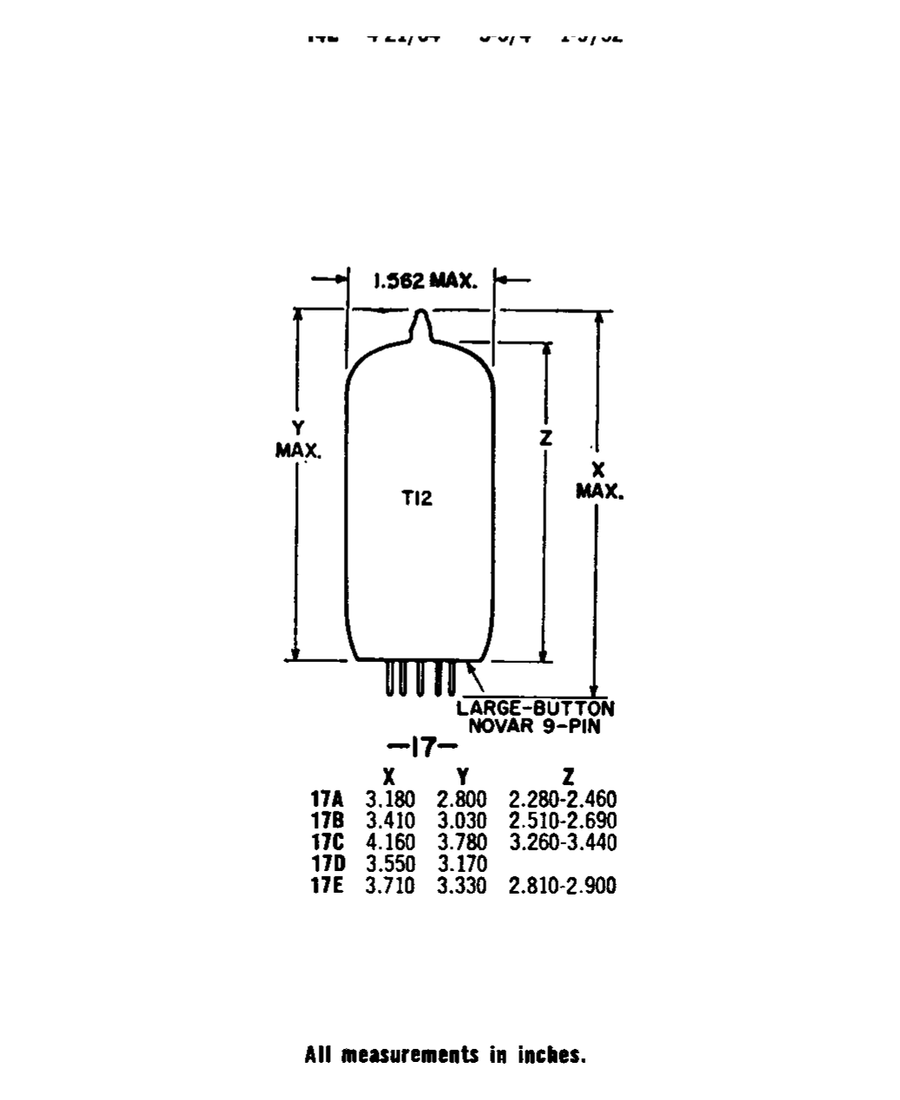 1.562 MAX.
Y
MAX.
Z
X
MAX.
T12
LARGE-BUTTON
NOVAR 9-PIN
—17—
X Y Z
17A 3.180 2.800 2.280-2.460
17B 3.410 3.030 2.510-2.690
17C 4.160 3.780 3.260-3.440
17D 3.550 3.170
17E 3.710 3.330 2.810-2.900
All measurements in inches.